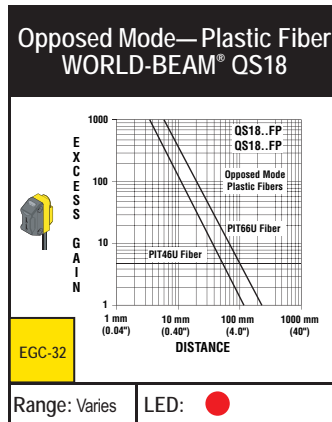 Opposed Mode—Plastic Fiber
WORLD-BEAM® QS18
EXCESS GAIN
1000
100
10
1
QS18..FP
QS18..FP
Opposed Mode
Plastic Fibers
PIT66U Fiber
PIT46U Fiber
1 mm 10 mm 100 mm 1000 mm
(0.04") (0.40") (4.0") (40")
DISTANCE
EGC-32
Range: Varies LED: